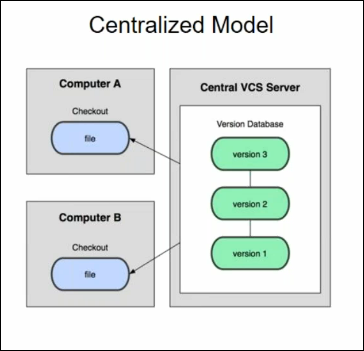 Centralized Model
Computer A
Checkout
file
Computer B
Checkout
file
Central VCS Server
Version Database
version 3
version 2
version 1